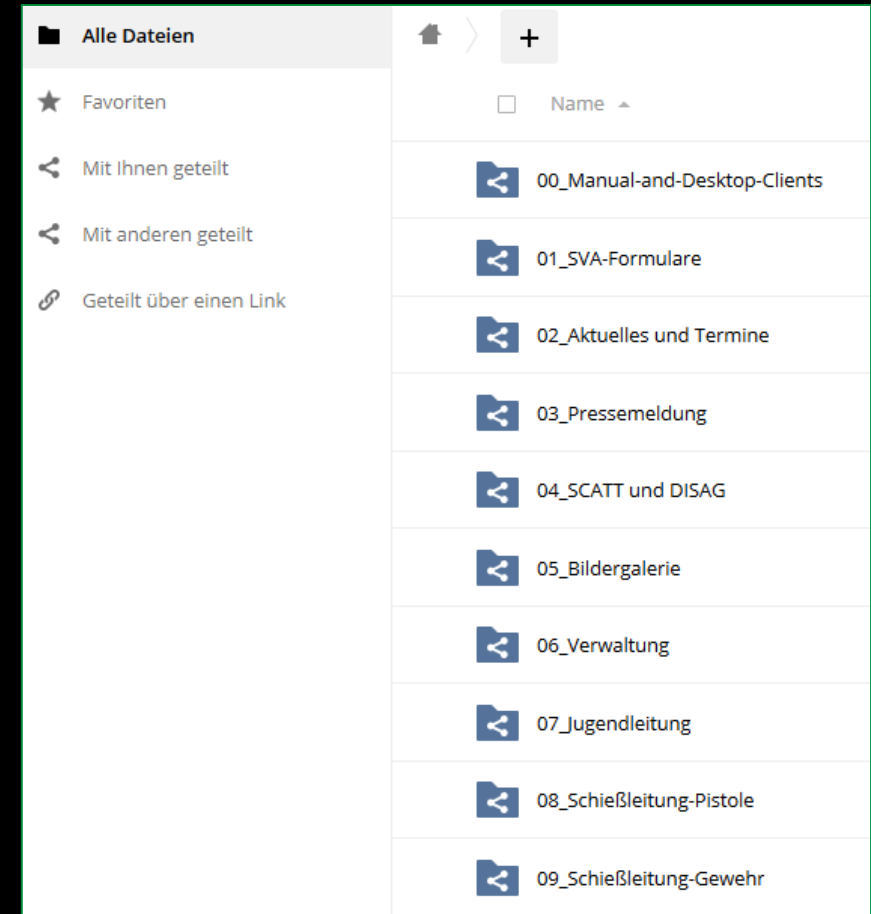 Alle Dateien
Favoriten
Mit Ihnen geteilt
Mit anderen geteilt
Geteilt über einen Link
+
Name
00_Manual-and-Desktop-Clients
01_SVA-Formulare
02_Aktuelles und Termine
03_Pressemeldung
04_SCATT und DISAG
05_Bildergalerie
06_Verwaltung
07_Jugendleitung
08_Schießleitung-Pistole
09_Schießleitung-Gewehr